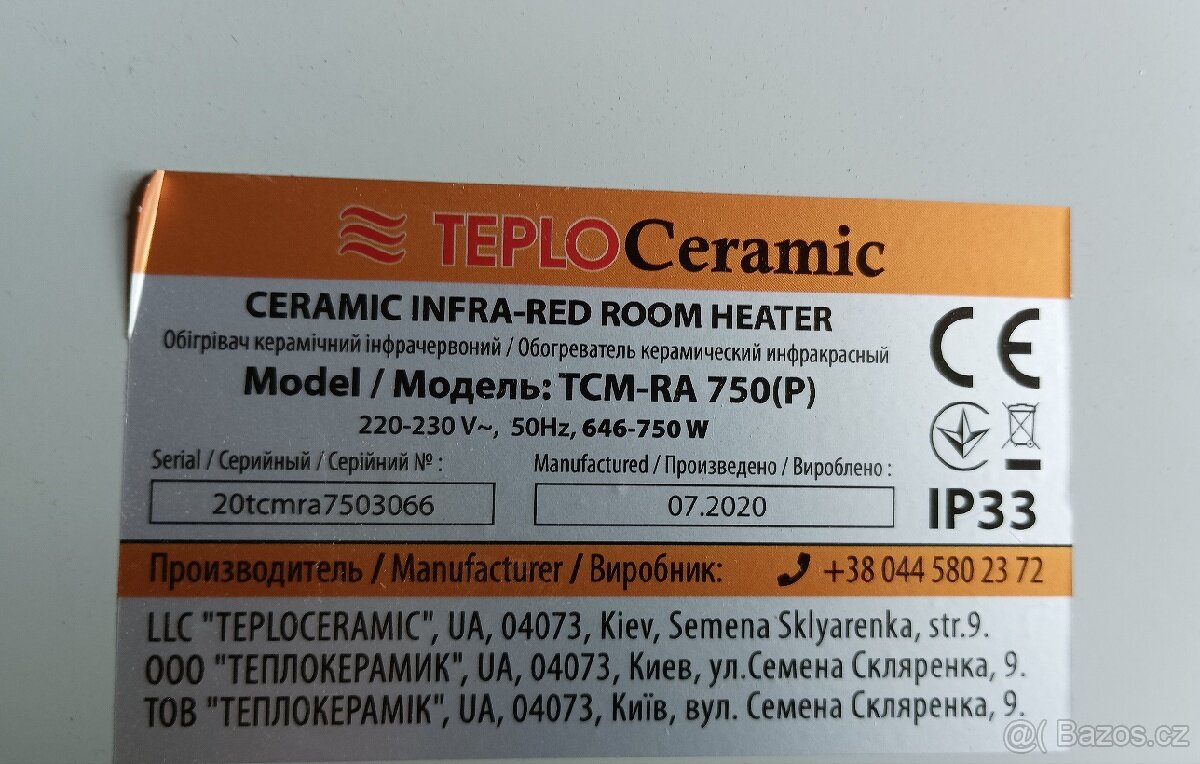 TEPLOCeramic
CERAMIC INFRA-RED ROOM HEATER
Обігрівач керамічний інфрачервоний / Обогреватель керамический инфракрасный
Model / Модель: TCM-RA 750(P)
220-230 V~, 50Hz, 646-750 W
Serial / Серийный / Серійний № :
20tcmra7503066
Manufactured / Произведено / Вироблено :
07.2020
CE
IP33
Производитель / Manufacturer / Виробник: +38 044 580 23 72
LLC "TEPLOCERAMIC", UA, 04073, Kiev, Semena Sklyarenka, str.9.
ООО "ТЕПЛОКЕРАМИК", UA, 04073, Киев, ул.Семена Скляренка, 9.
ТОВ "ТЕПЛОКЕРАМІК", UA, 04073, Київ, вул. Семена Скляренка, 9.
@( Bazos.cz